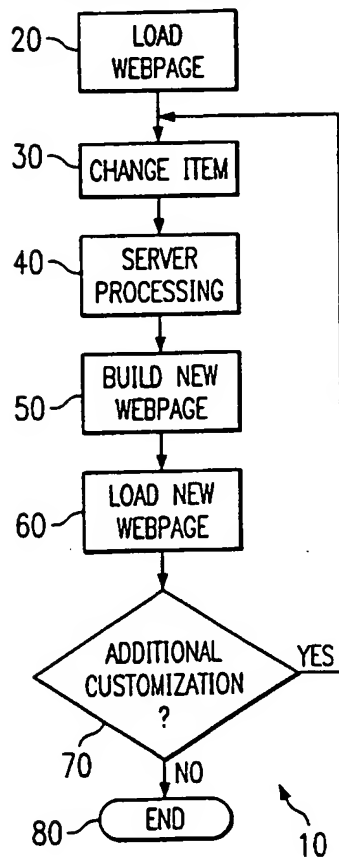 20
LOAD
WEBPAGE
30
CHANGE ITEM
40
SERVER
PROCESSING
50
BUILD NEW
WEBPAGE
60
LOAD NEW
WEBPAGE
ADDITIONAL
CUSTOMIZATION
?
YES
70
NO
80
END
10